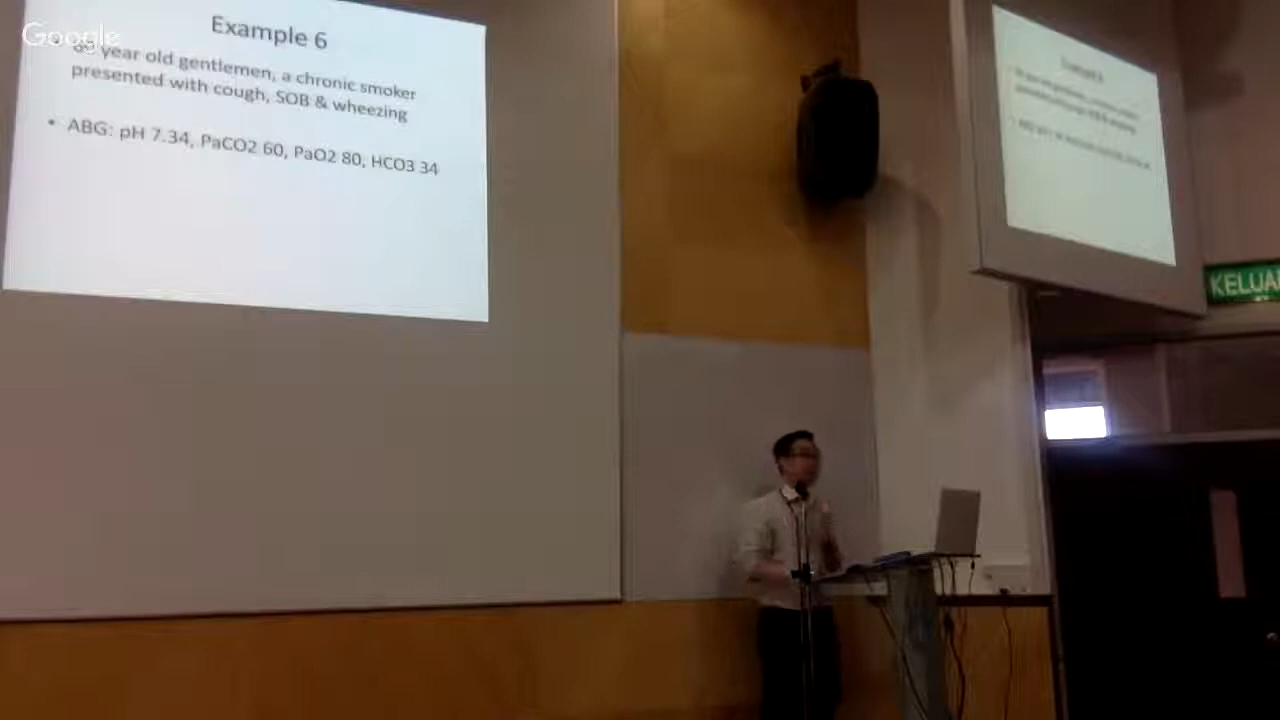 Google
Example 6
year old gentlemen, a chronic smoker
presented with cough, SOB & wheezing
• ABG: pH 7.34, PaCO2 60, PaO2 80, HCO3 34
KELUA